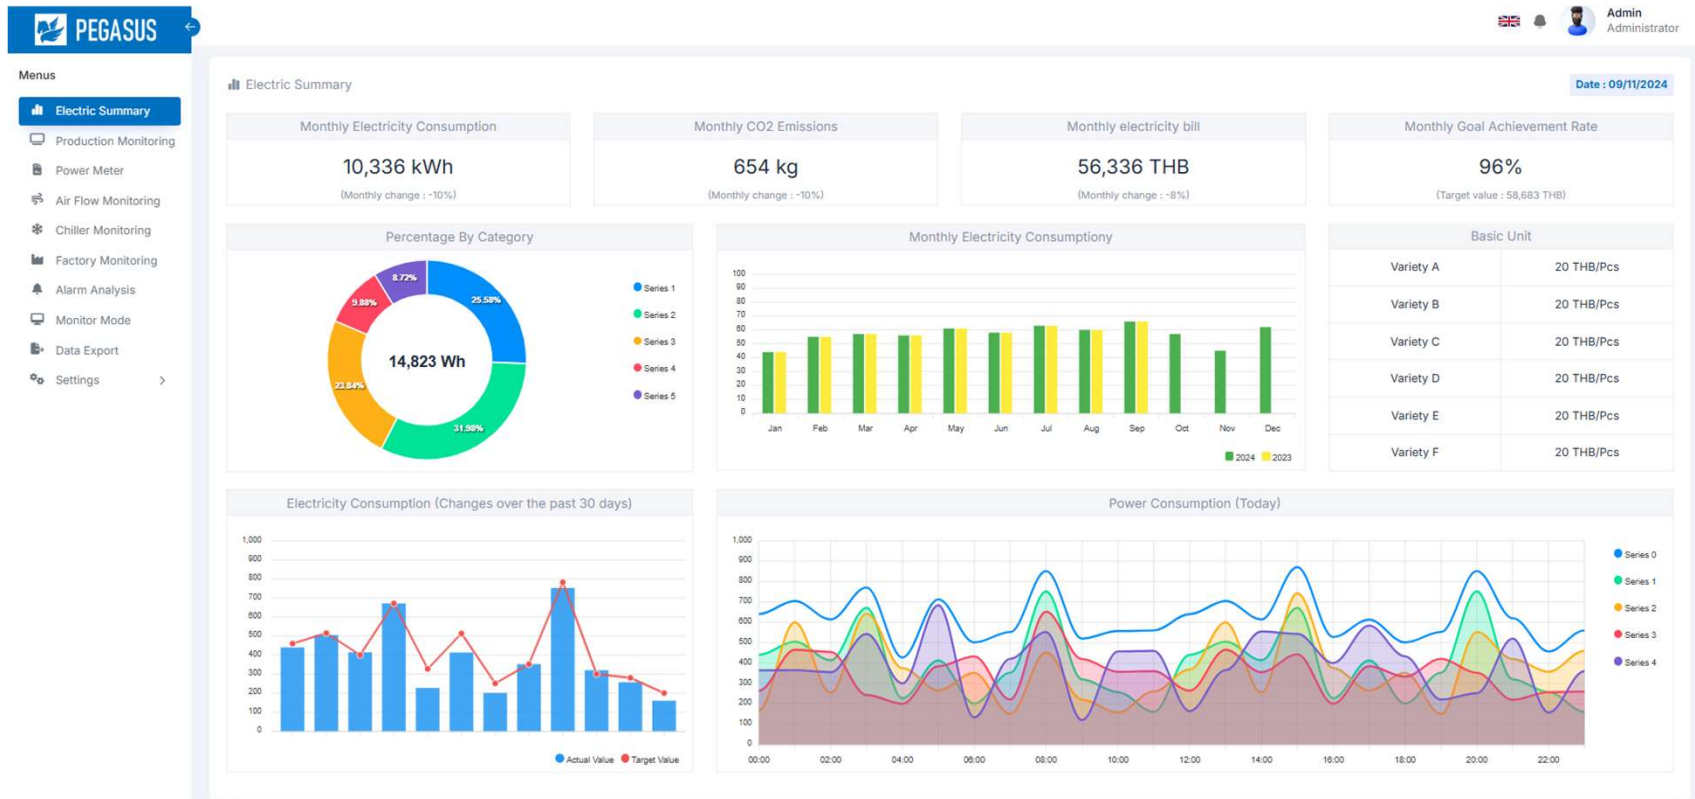 PEGASUS
Admin
Administrator
Menus
Electric Summary
Production Monitoring
Power Meter
Air Flow Monitoring
Chiller Monitoring
Factory Monitoring
Alarm Analysis
Monitor Mode
Data Export
Settings
Electric Summary
Date : 09/11/2024
Monthly Electricity Consumption
10,336 kWh
(Monthly change : -10%)
Monthly CO2 Emissions
654 kg
(Monthly change : -10%)
Monthly electricity bill
56,336 THB
(Monthly change : -8%)
Monthly Goal Achievement Rate
96%
(Target value : 58,683 THB)
Percentage By Category
8.72%
25.58%
9.88%
14,823 Wh
23.84%
31.98%
Series 1
Series 2
Series 3
Series 4
Series 5
Monthly Electricity Consumptiony
100
90
80
70
60
50
40
30
20
10
0
Jan Feb Mar Apr May Jun Jul Aug Sep Oct Nov Dec
2024 2023
Basic Unit
Variety A 20 THB/Pcs
Variety B 20 THB/Pcs
Variety C 20 THB/Pcs
Variety D 20 THB/Pcs
Variety E 20 THB/Pcs
Variety F 20 THB/Pcs
Electricity Consumption (Changes over the past 30 days)
1,000
900
800
700
600
500
400
300
200
100
0
Actual Value Target Value
Power Consumption (Today)
1,000
900
800
700
600
500
400
300
200
100
0
00:00 02:00 04:00 06:00 08:00 10:00 12:00 14:00 16:00 18:00 20:00 22:00
Series 0
Series 1
Series 2
Series 3
Series 4